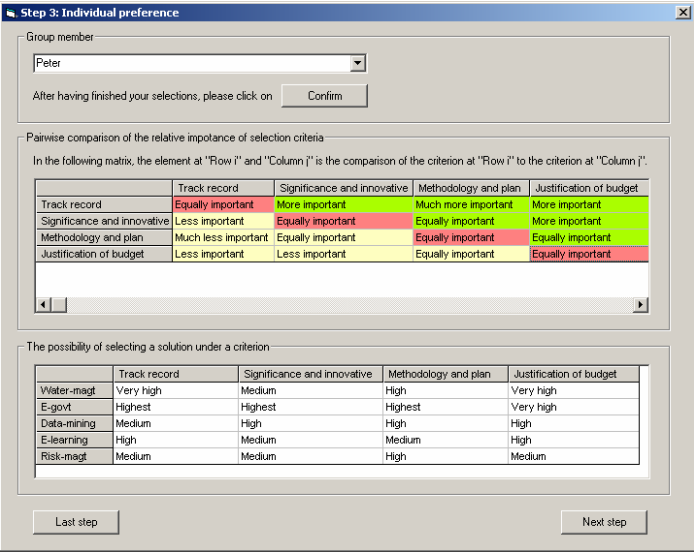 Step 3: Individual preference
Group member
Peter
After having finished your selections, please click on Confirm
Pairwise comparison of the relative impotance of selection criteria
In the following matrix, the element at "Row i" and "Column j" is the comparison of the criterion at "Row i" to the criterion at "Column j".
Track record Significance and innovative Methodology and plan Justification of budget
Track record Equally important More important Much more important More important
Significance and innovative Less important Equally important Equally important More important
Methodology and plan Much less important Equally important Equally important Equally important
Justification of budget Less important Less important Equally important Equally important
The possibility of selecting a solution under a criterion
Track record Significance and innovative Methodology and plan Justification of budget
Water-magt Very high Medium High Very high
E-govt Highest Highest Highest Very high
Data-mining Medium High High High
E-learning High Medium Medium High
Risk-magt Medium Medium High Medium
Last step Next step